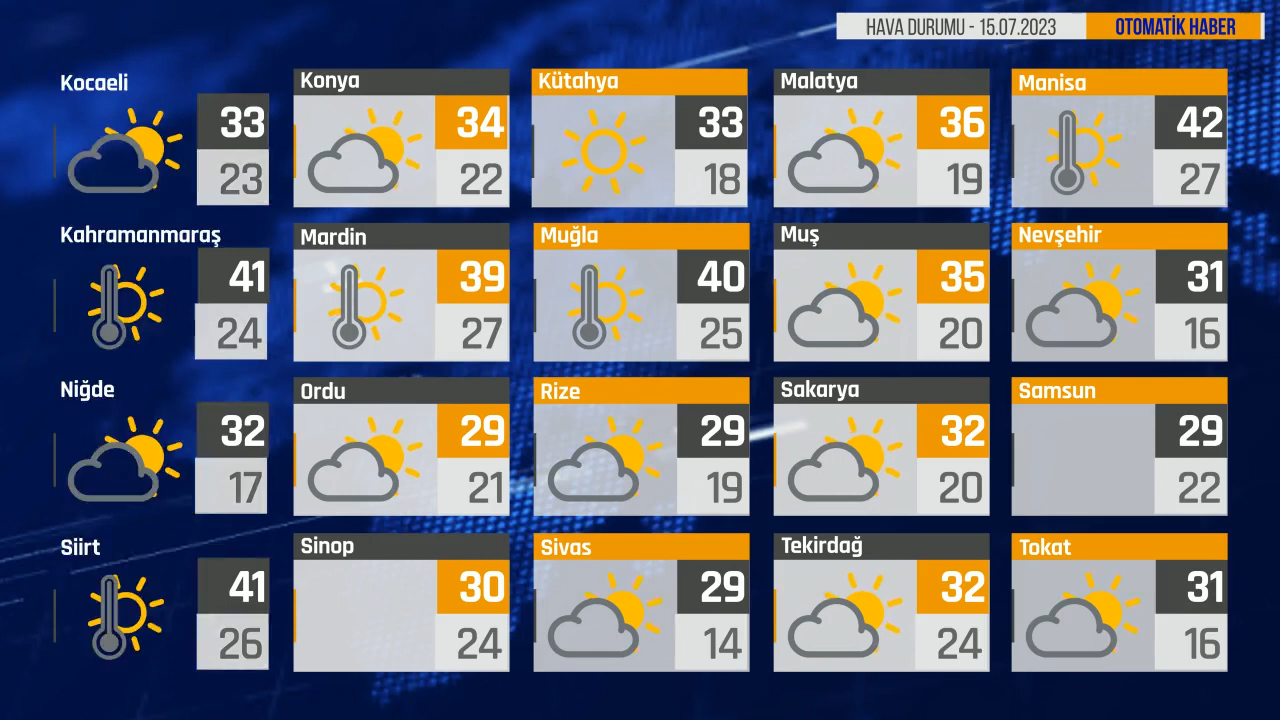 HAVA DURUMU - 15.07.2023 OTOMATİK HABER
Kocaeli
33
23
Konya
34
22
Kütahya
33
18
Malatya
36
19
Manisa
42
27
Kahramanmaraş
41
24
Mardin
39
27
Muğla
40
25
Muş
35
20
Nevşehir
31
16
Niğde
32
17
Ordu
29
21
Rize
29
19
Sakarya
32
20
Samsun
29
22
Siirt
41
26
Sinop
30
24
Sivas
29
14
Tekirdağ
32
24
Tokat
31
16